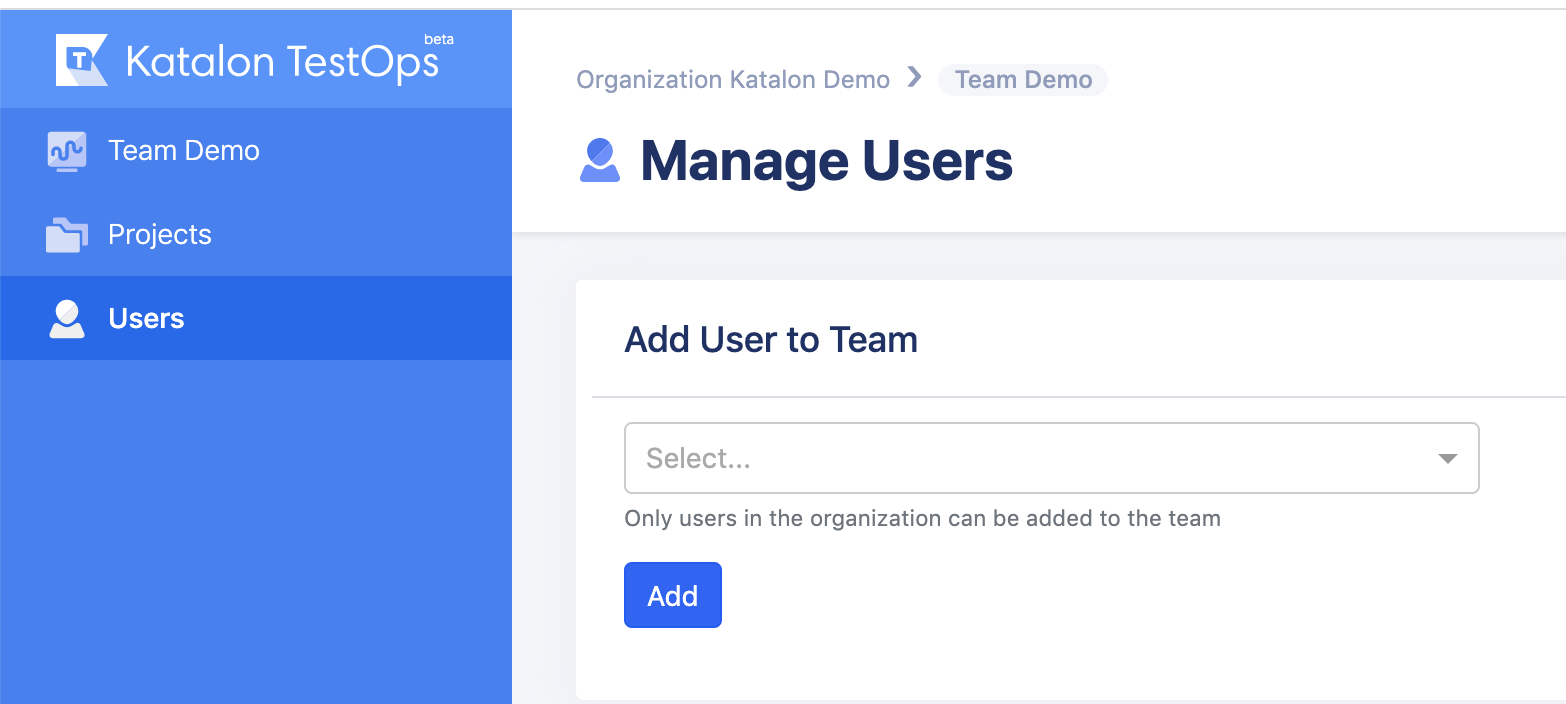 Katalon TestOps beta
Team Demo
Projects
Users
Organization Katalon Demo > Team Demo
Manage Users
Add User to Team
Select...
Only users in the organization can be added to the team
Add